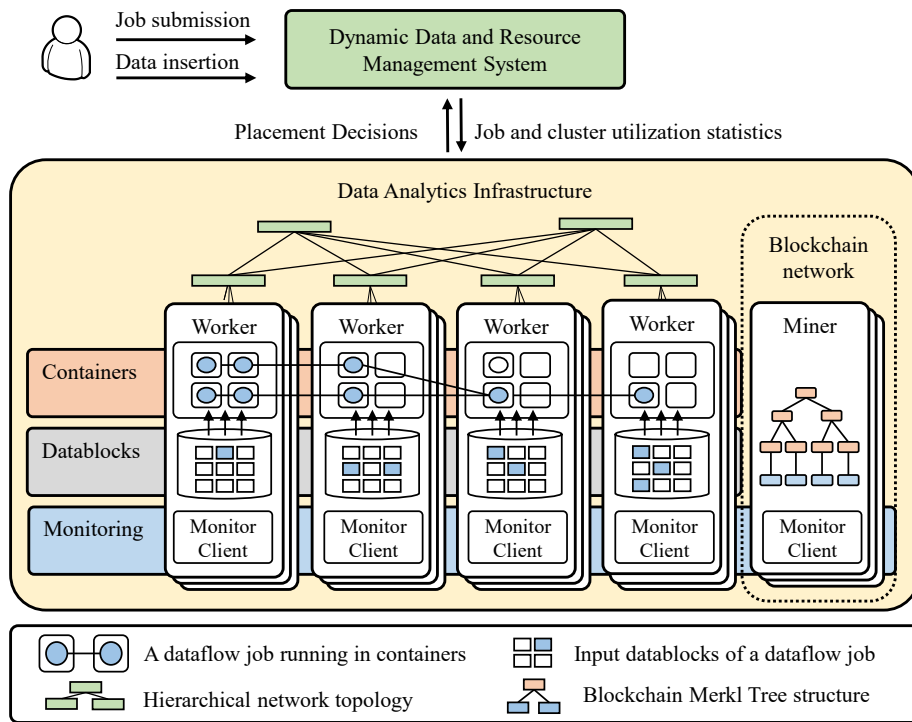 Job submission
Data insertion
Dynamic Data and Resource
Management System
Placement Decisions
Job and cluster utilization statistics
Data Analytics Infrastructure
Blockchain
network
Worker
Worker
Worker
Worker
Miner
Containers
Datablocks
Monitoring
Monitor
Client
Monitor
Client
Monitor
Client
Monitor
Client
Monitor
Client
A dataflow job running in containers
Input datablocks of a dataflow job
Hierarchical network topology
Blockchain Merkl Tree structure